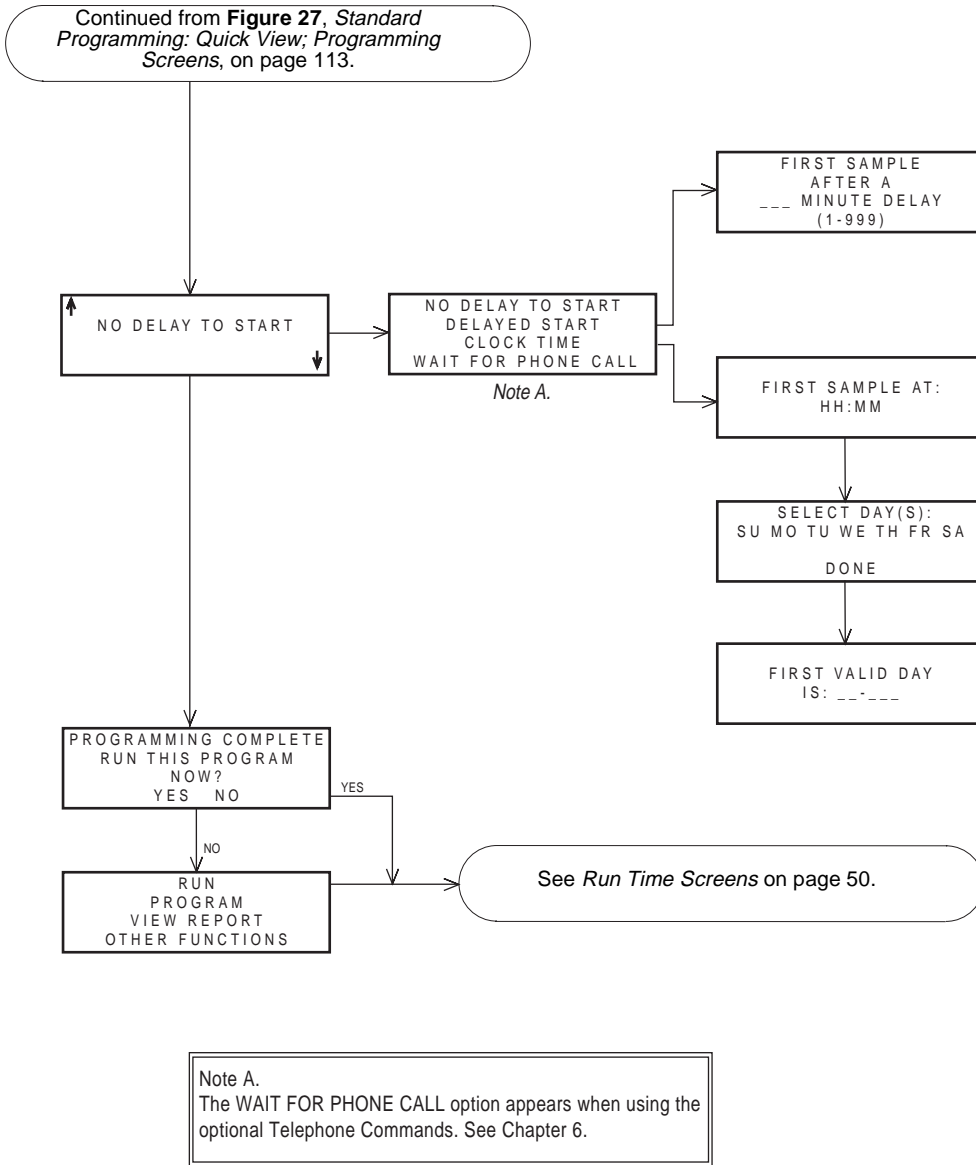 Continued from Figure 27, Standard
Programming: Quick View; Programming
Screens, on page 113.
FIRST SAMPLE
AFTER A
___ MINUTE DELAY
(1-999)
NO DELAY TO START
NO DELAY TO START
DELAYED START
CLOCK TIME
WAIT FOR PHONE CALL
Note A.
FIRST SAMPLE AT:
HH:MM
SELECT DAY(S):
SU MO TU WE TH FR SA
DONE
FIRST VALID DAY
IS: __-___
PROGRAMMING COMPLETE
RUN THIS PROGRAM
NOW?
YES NO
YES
NO
RUN
PROGRAM
VIEW REPORT
OTHER FUNCTIONS
See Run Time Screens on page 50.
Note A.
The WAIT FOR PHONE CALL option appears when using the
optional Telephone Commands. See Chapter 6.